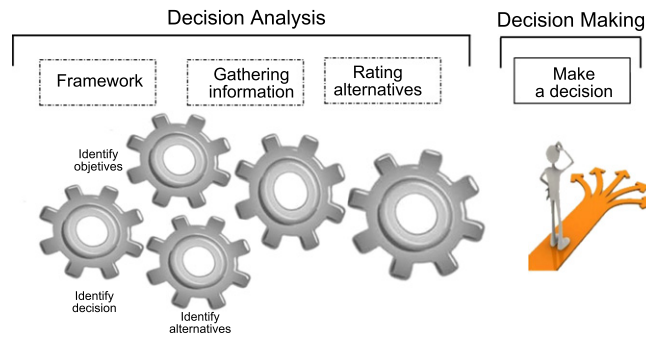 Decision Analysis
Decision Making
Framework
Gathering
information
Rating
alternatives
Make
a decision
Identify
objetives
Identify
decision
Identify
alternatives